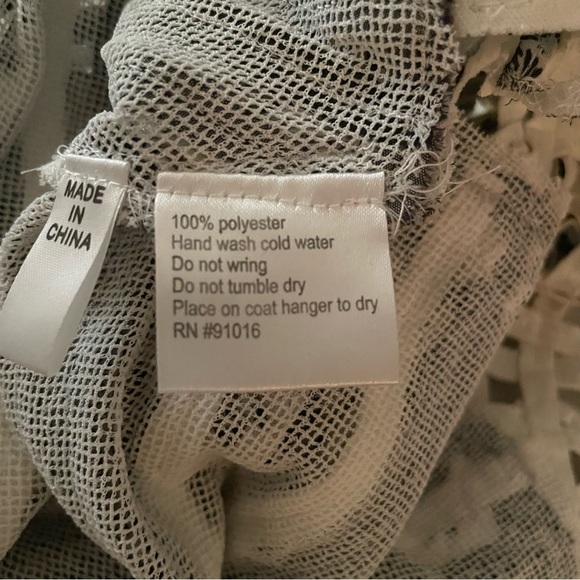 MADE
IN
CHINA
100% polyester
Hand wash cold water
Do not wring
Do not tumble dry
Place on coat hanger to dry
RN #91016